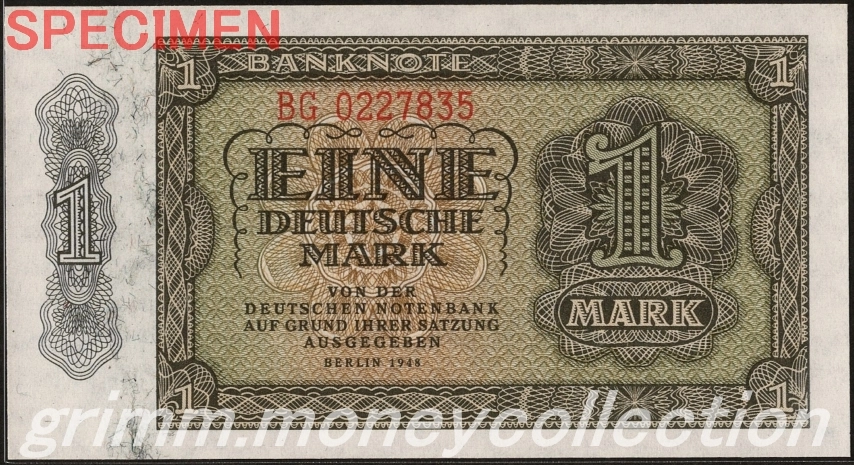 SPECIMEN
1 BANKNOTE 1
BG 0227835
EINE
DEUTSCHE
MARK
1
1
VON DER
DEUTSCHEN NOTENBANK
AUF GRUND IHRER SATZUNG
AUSGEGEBEN
BERLIN 1948
MARK
1 1
grimm.moneycollection